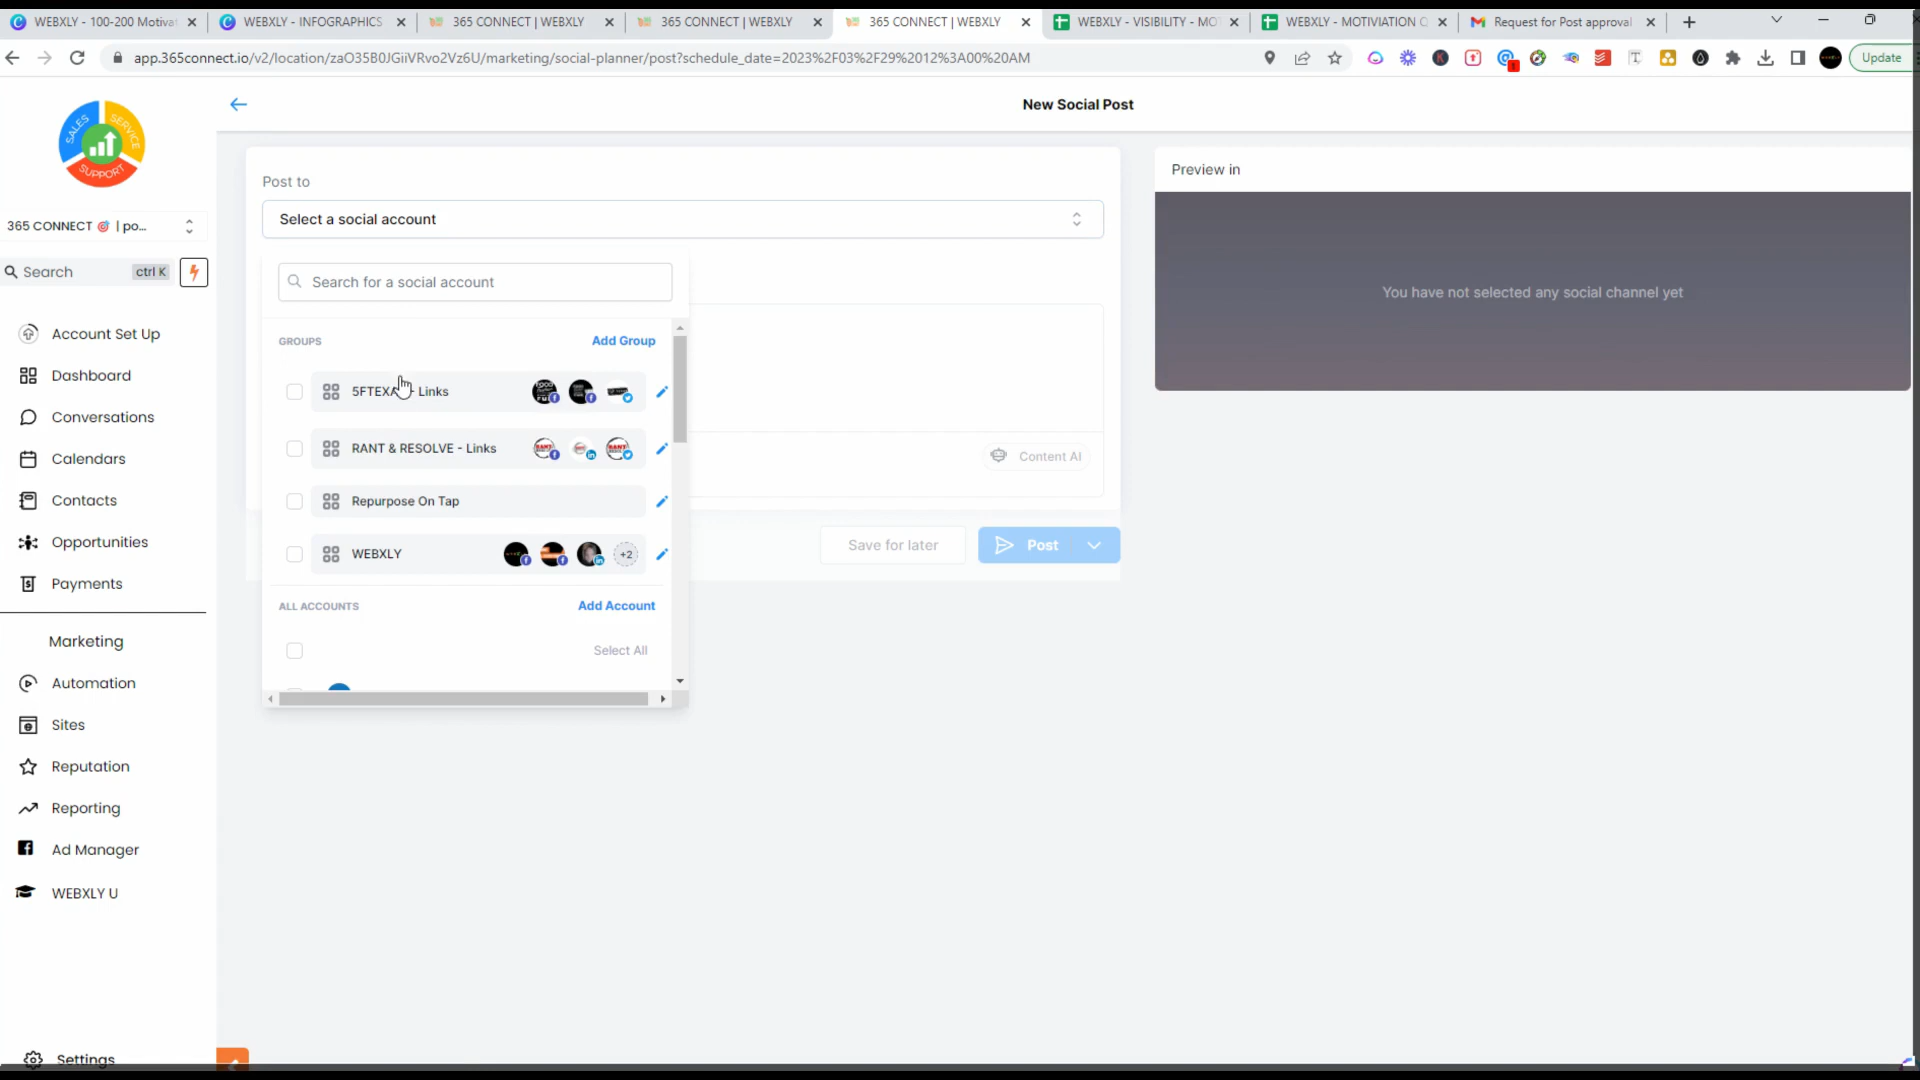 WEBXLY - 100-200 Motivat
WEBXLY - INFOGRAPHICS
365 CONNECT | WEBXLY
365 CONNECT | WEBXLY
365 CONNECT | WEBXLY
WEBXLY - VISIBILITY - MOT
WEBXLY - MOTIVIATION Q
Request for Post approval
app.365connect.io/v2/location/zaO35B0JGiiVRvo2Vz6U/marketing/social-planner/post?schedule_date=2023%2F03%2F29%2012%3A00%20AM
Update
SALES
SERVICE
SUPPORT
New Social Post
365 CONNECT 🎯 | po...
Search
ctrl K
Account Set Up
Dashboard
Conversations
Calendars
Contacts
Opportunities
Payments
Marketing
Automation
Sites
Reputation
Reporting
Ad Manager
WEBXLY U
Settings
Post to
Select a social account
Search for a social account
GROUPS
Add Group
- Links
RANT & RESOLVE - Links
Repurpose On Tap
WEBXLY
+2
ALL ACCOUNTS
Add Account
Select All
Content AI
Save for later
Post
Preview in
You have not selected any social channel yet